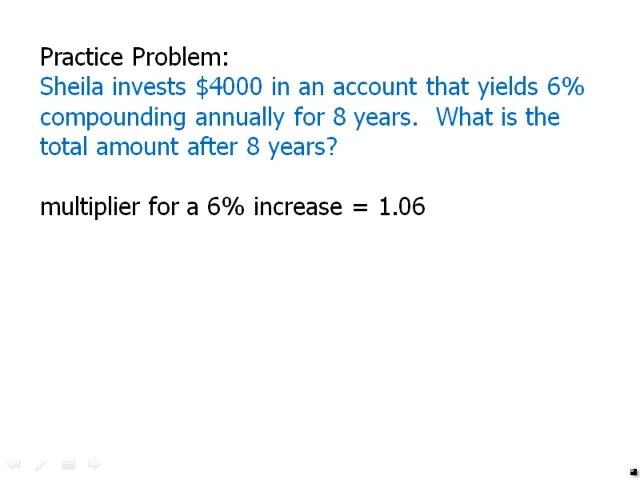 Practice Problem:
Sheila invests $4000 in an account that yields 6%
compounding annually for 8 years.  What is the
total amount after 8 years?
multiplier for a 6% increase = 1.06